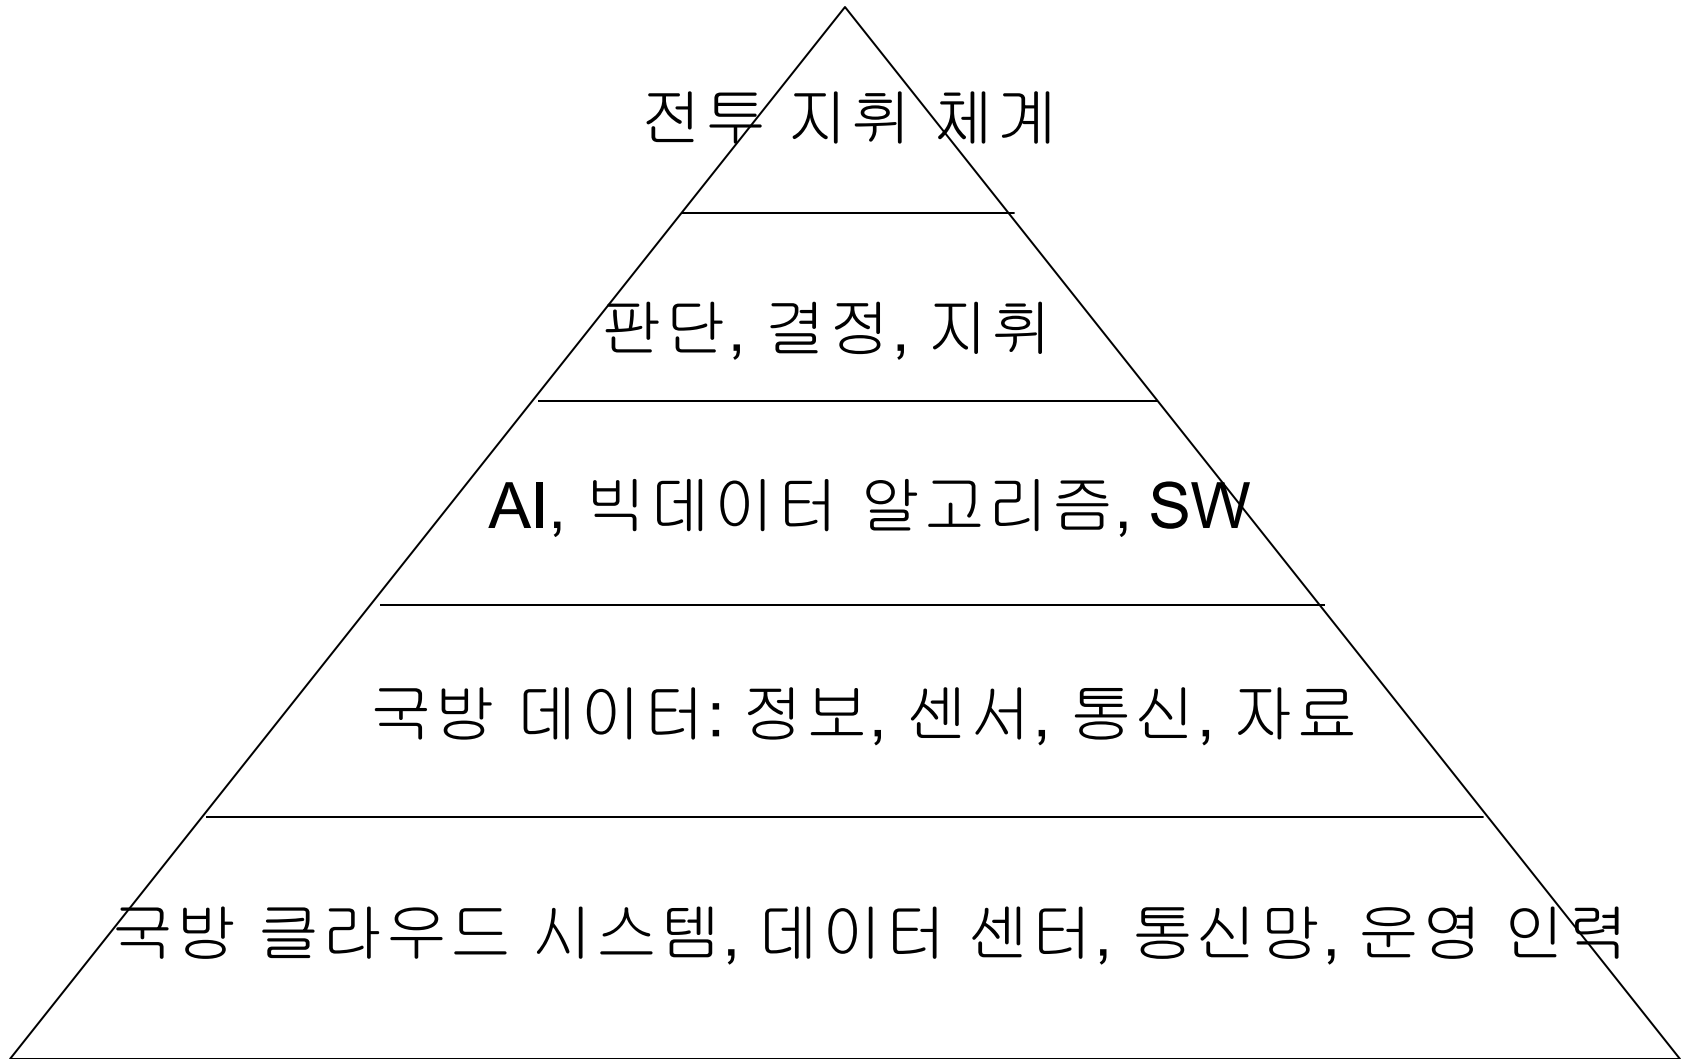 전투 지휘 체계
판단, 결정, 지휘
AI, 빅데이터 알고리즘, SW
국방 데이터: 정보, 센서, 통신, 자료
국방 클라우드 시스템, 데이터 센터, 통신망, 운영 인력